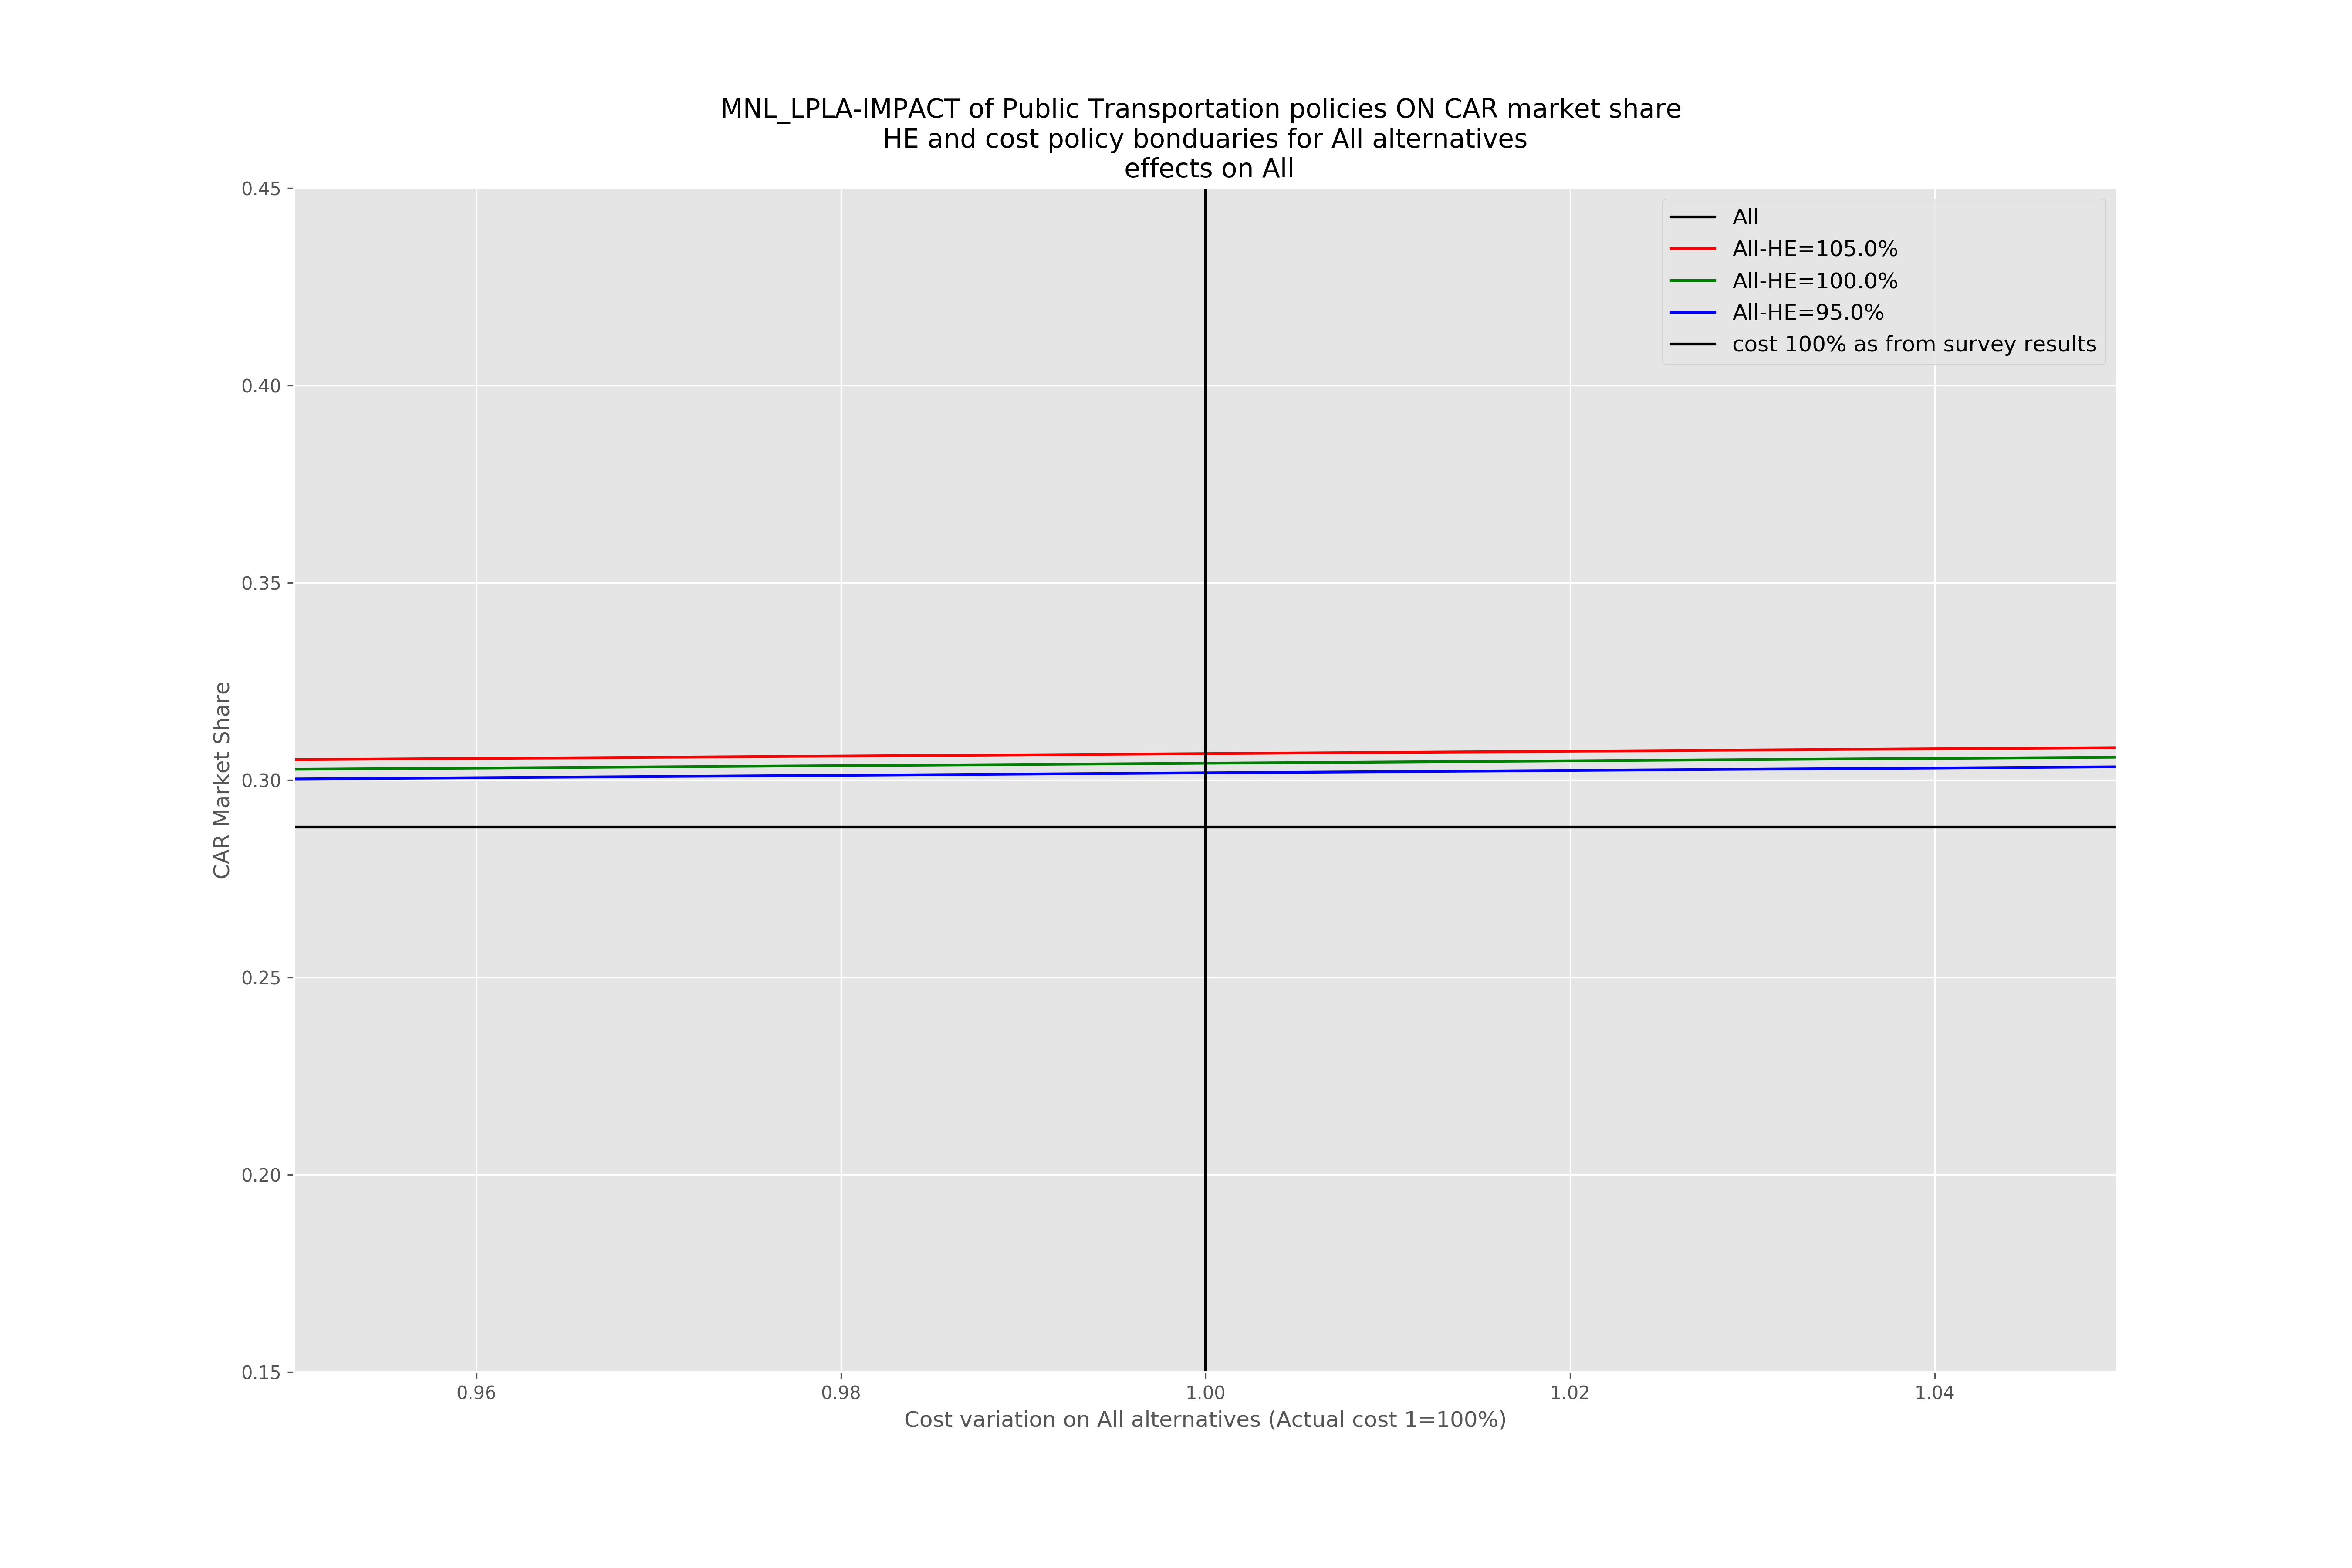 MNL_LPLA-IMPACT of Public Transportation policies ON CAR market share
HE and cost policy bonduaries for All alternatives
effects on All
0.45
0.40
0.35
0.30
0.25
0.20
0.15
CAR Market Share
All
All-HE=105.0%
All-HE=100.0%
All-HE=95.0%
cost 100% as from survey results
0.96
0.98
1.00
1.02
1.04
Cost variation on All alternatives (Actual cost 1=100%)